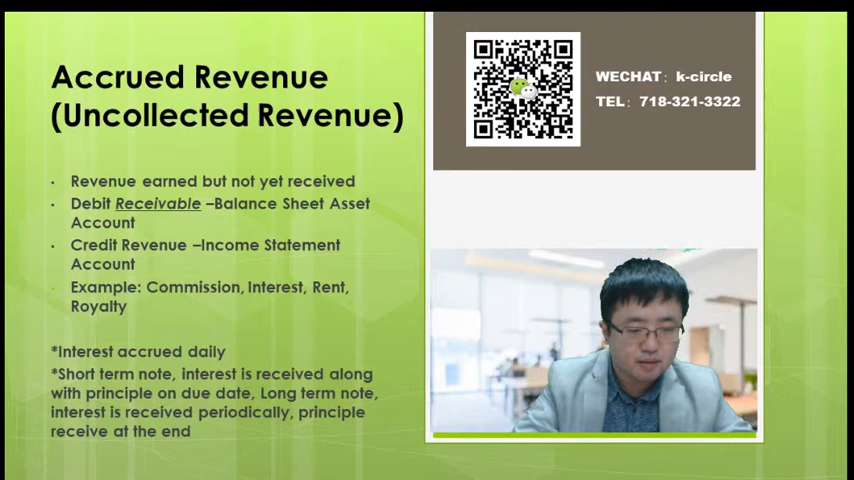 Accrued Revenue
(Uncollected Revenue)
Revenue earned but not yet received
Debit Receivable –Balance Sheet Asset
Account
Credit Revenue –Income Statement
Account
Example: Commission, Interest, Rent,
Royalty
*Interest accrued daily
*Short term note, interest is received along
with principle on due date, Long term note,
interest is received periodically, principle
receive at the end
WECHAT：k-circle
TEL：718-321-3322